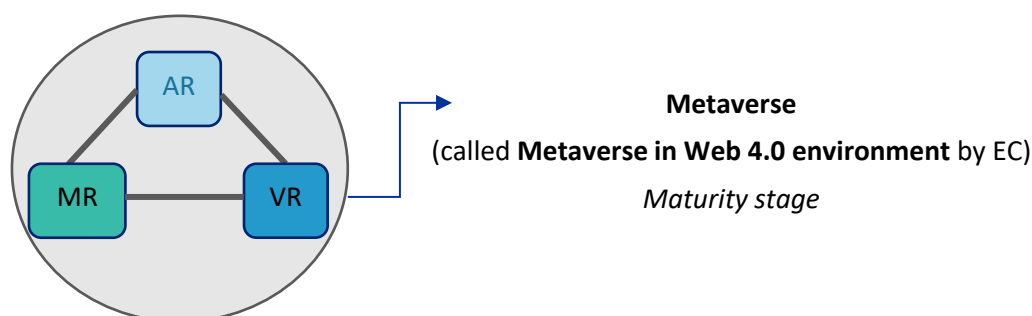 AR
MR
VR
Metaverse
(called Metaverse in Web 4.0 environment by EC)
Maturity stage